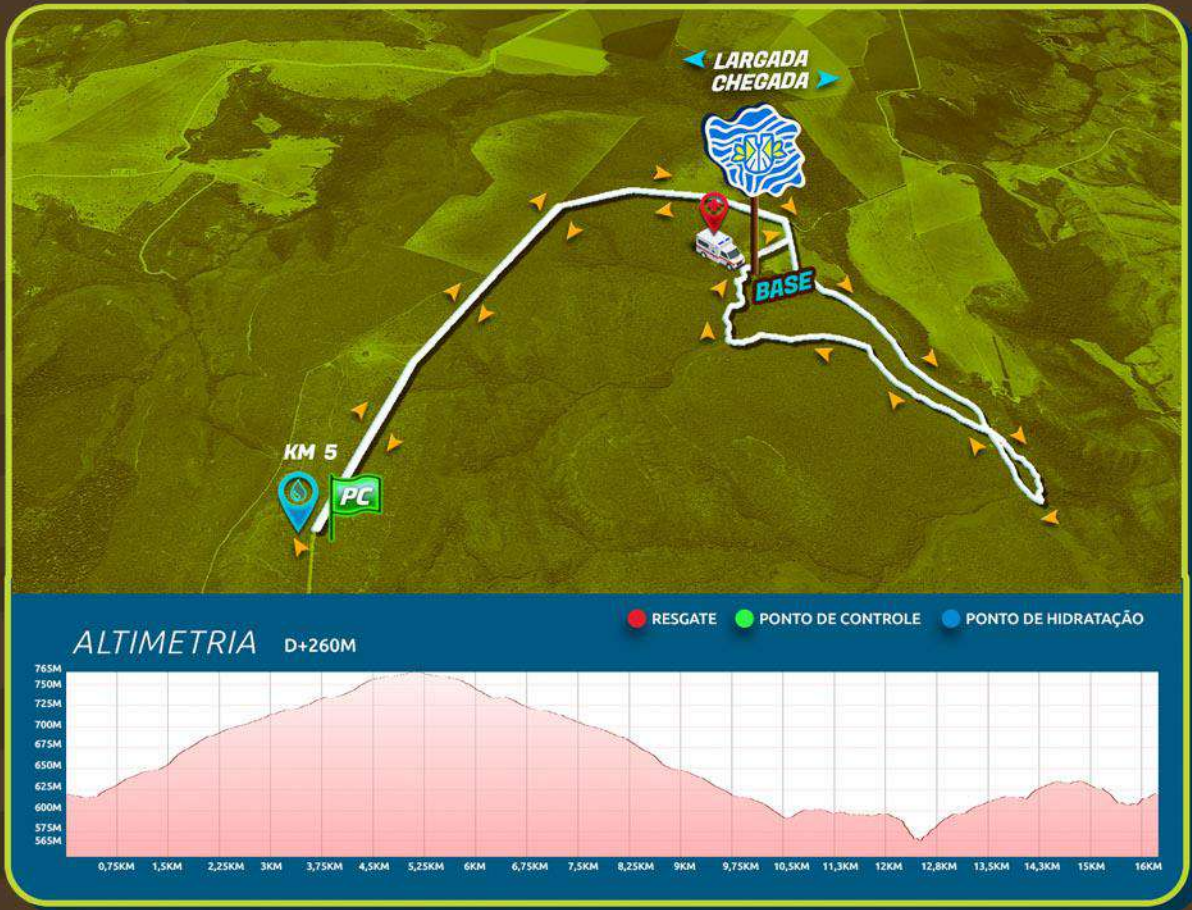 LARGADA
CHEGADA
BASE
KM 5
PC
RESGATE
PONTO DE CONTROLE
PONTO DE HIDRATAÇÃO
ALTIMETRIA D+260M
765M
750M
725M
700M
675M
650M
625M
600M
575M
565M
0,75KM 1,5KM 2,25KM 3KM 3,75KM 4,5KM 5,25KM 6KM 6,75KM 7,5KM 8,25KM 9KM 9,75KM 10,5KM 11,3KM 12KM 12,8KM 13,5KM 14,3KM 15KM 16KM